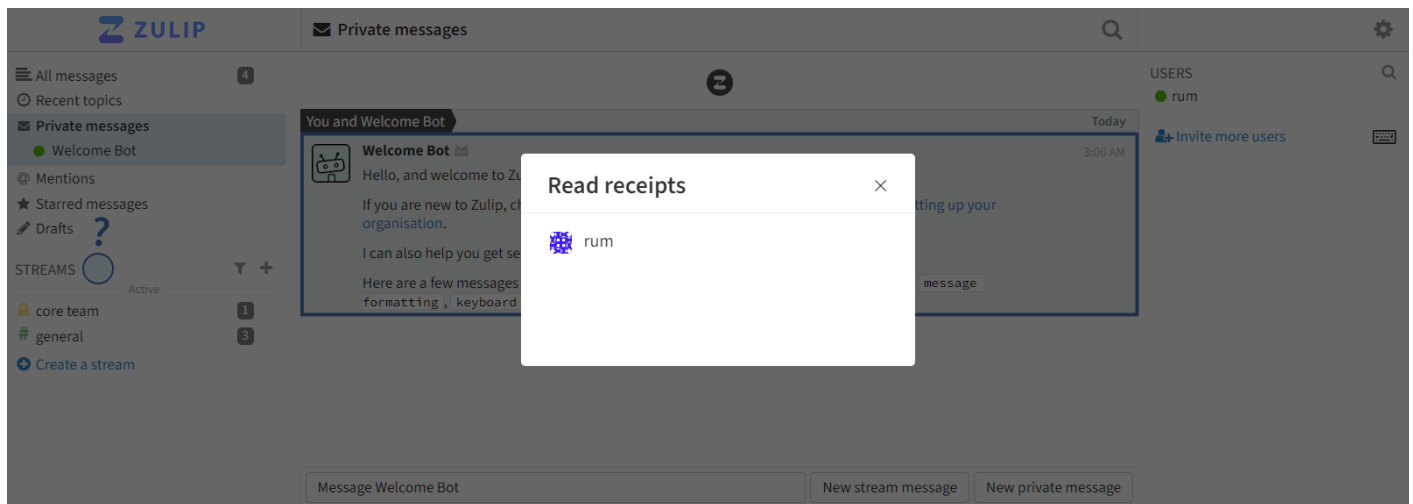 ZULIP
Private messages
All messages 4
Recent topics
Private messages
Welcome Bot
Mentions
Starred messages
Drafts
?
STREAMS
Active
core team 1
general 3
Create a stream
You and Welcome Bot Today
Welcome Bot 3:06 AM
Hello, and welcome to Zu
If you are new to Zulip, ch tting up your
organisation.
I can also help you get se
Here are a few messages message
formatting, keyboard
Read receipts
rum
Message Welcome Bot New stream message New private message
USERS
rum
Invite more users